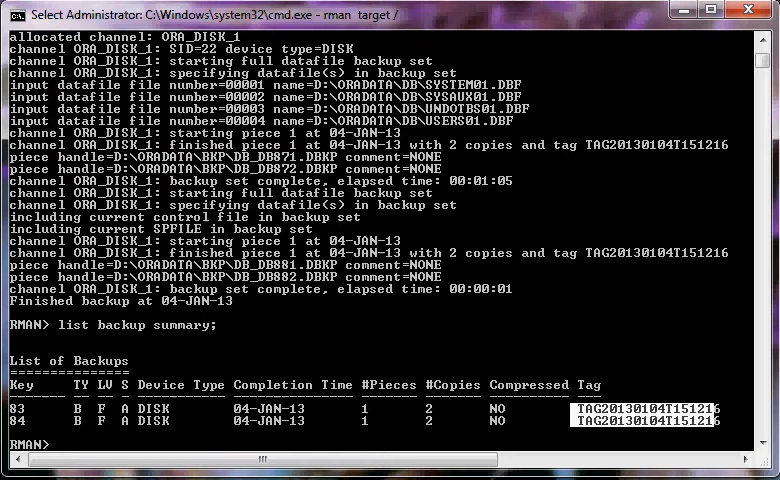 Select Administrator: C:\Windows\system32\cmd.exe - rman target /
allocated channel: ORA_DISK_1
channel ORA_DISK_1: SID=22 device type=DISK
channel ORA_DISK_1: starting full datafile backup set
channel ORA_DISK_1: specifying datafile(s) in backup set
input datafile file number=00001 name=D:\ORADATA\DB\SYSTEM01.DBF
input datafile file number=00002 name=D:\ORADATA\DB\SYSAUX01.DBF
input datafile file number=00003 name=D:\ORADATA\DB\UNDOTBS01.DBF
input datafile file number=00004 name=D:\ORADATA\DB\USERS01.DBF
channel ORA_DISK_1: starting piece 1 at 04-JAN-13
channel ORA_DISK_1: finished piece 1 at 04-JAN-13 with 2 copies and tag TAG20130104T151216
piece handle=D:\ORADATA\BKP\DB_DB871.DBKP comment=NONE
piece handle=D:\ORADATA\BKP\DB_DB872.DBKP comment=NONE
channel ORA_DISK_1: backup set complete, elapsed time: 00:01:05
channel ORA_DISK_1: starting full datafile backup set
channel ORA_DISK_1: specifying datafile(s) in backup set
including current control file in backup set
including current SPFILE in backup set
channel ORA_DISK_1: starting piece 1 at 04-JAN-13
channel ORA_DISK_1: finished piece 1 at 04-JAN-13 with 2 copies and tag TAG20130104T151216
piece handle=D:\ORADATA\BKP\DB_DB881.DBKP comment=NONE
piece handle=D:\ORADATA\BKP\DB_DB882.DBKP comment=NONE
channel ORA_DISK_1: backup set complete, elapsed time: 00:00:01
Finished backup at 04-JAN-13
RMAN> list backup summary;
List of Backups
===============
Key TY LV S Device Type Completion Time #Pieces #Copies Compressed Tag
------- -- -- - ----------- --------------- ------- ------- ---------- ---
83 B F A DISK 04-JAN-13 1 2 NO TAG20130104T151216
84 B F A DISK 04-JAN-13 1 2 NO TAG20130104T151216
RMAN>